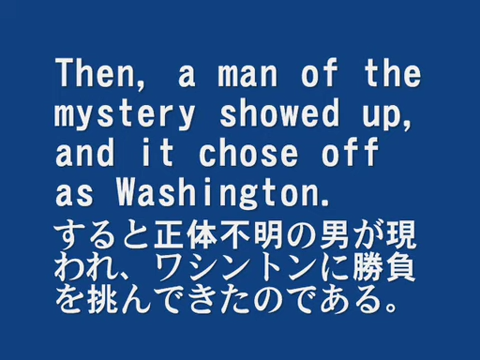 Then, a man of the
mystery showed up,
and it chose off
as Washington.
すると正体不明の男が現
われ、ワシントンに勝負
を挑んできたのである。